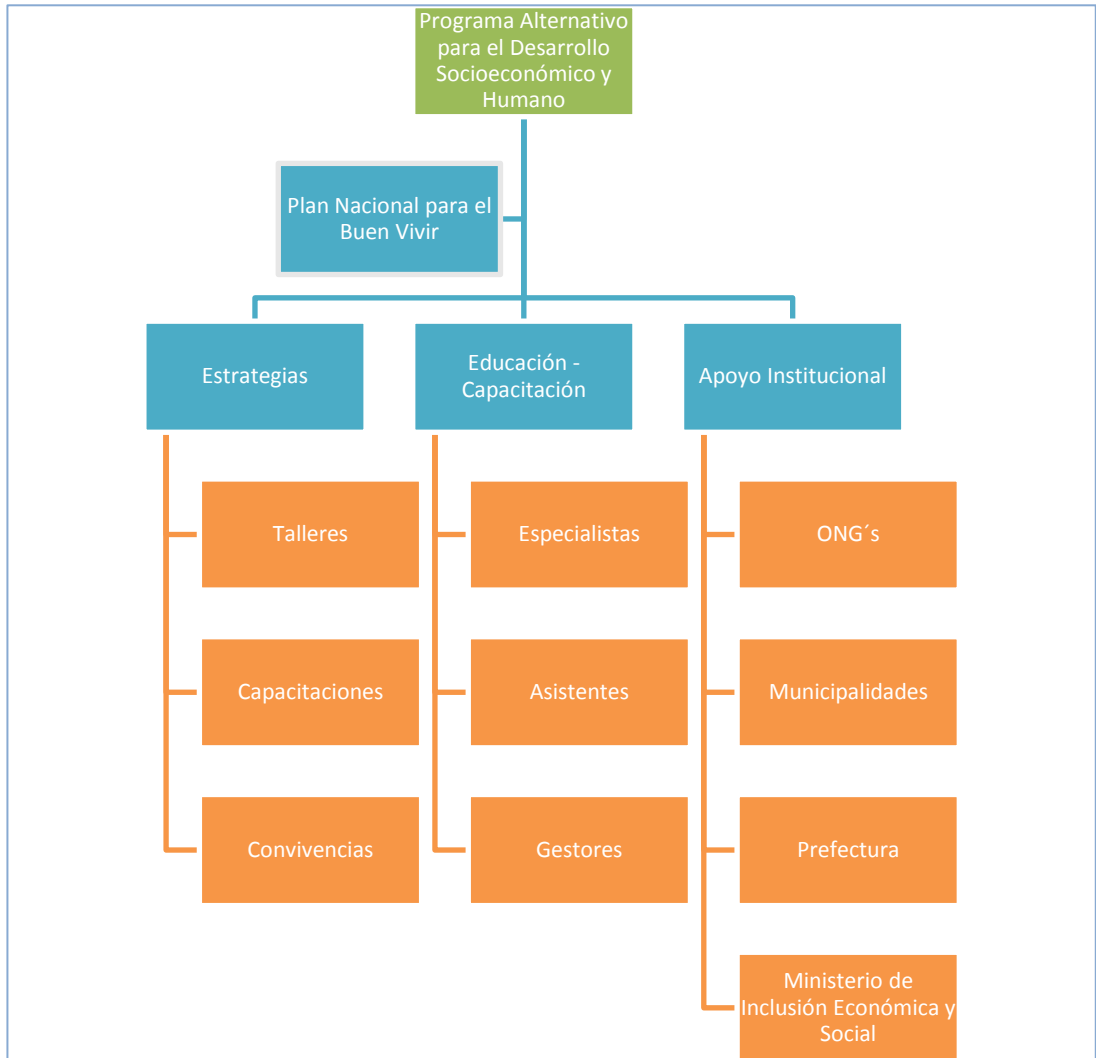 Programa Alternativo
para el Desarrollo
Socioeconómico y
Humano
Plan Nacional para el
Buen Vivir
Estrategias
Educación -
Capacitación
Apoyo Institucional
Talleres
Especialistas
ONG´s
Capacitaciones
Asistentes
Municipalidades
Convivencias
Gestores
Prefectura
Ministerio de
Inclusión Económica y
Social